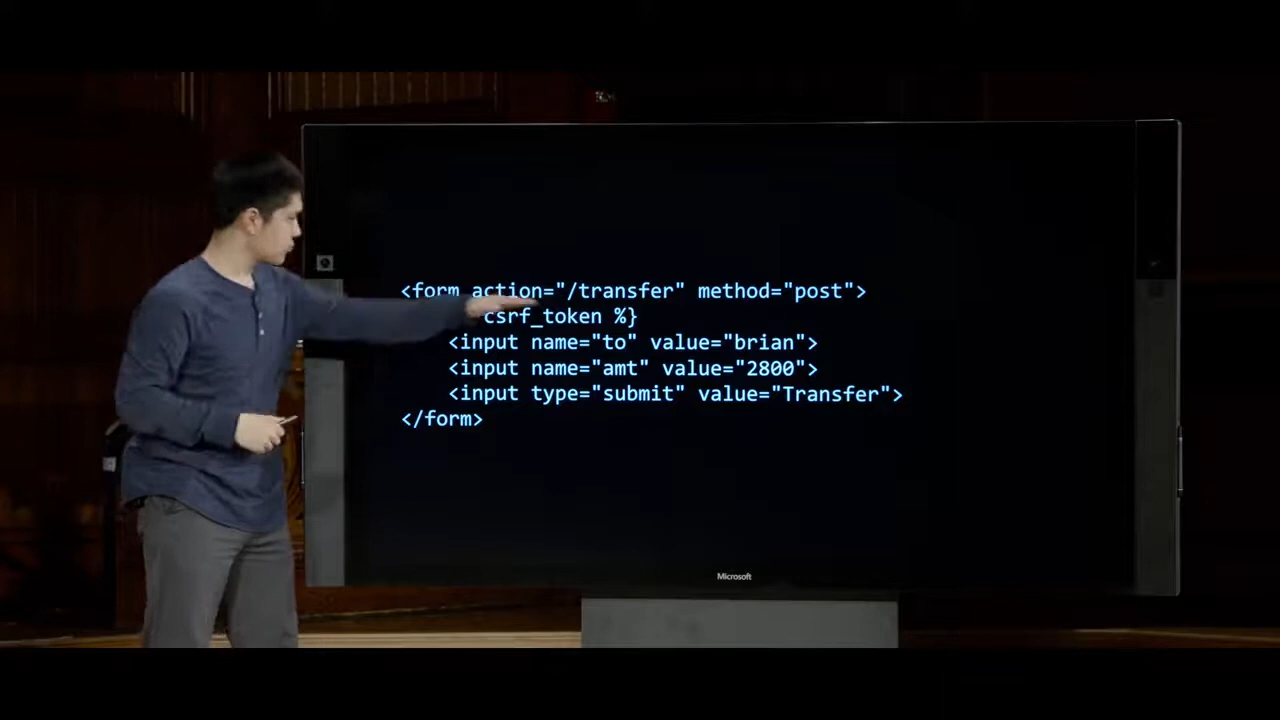 <form action="/transfer" method="post">
csrf_token %}
<input name="to" value="brian">
<input name="amt" value="2800">
<input type="submit" value="Transfer">
</form>
Microsoft